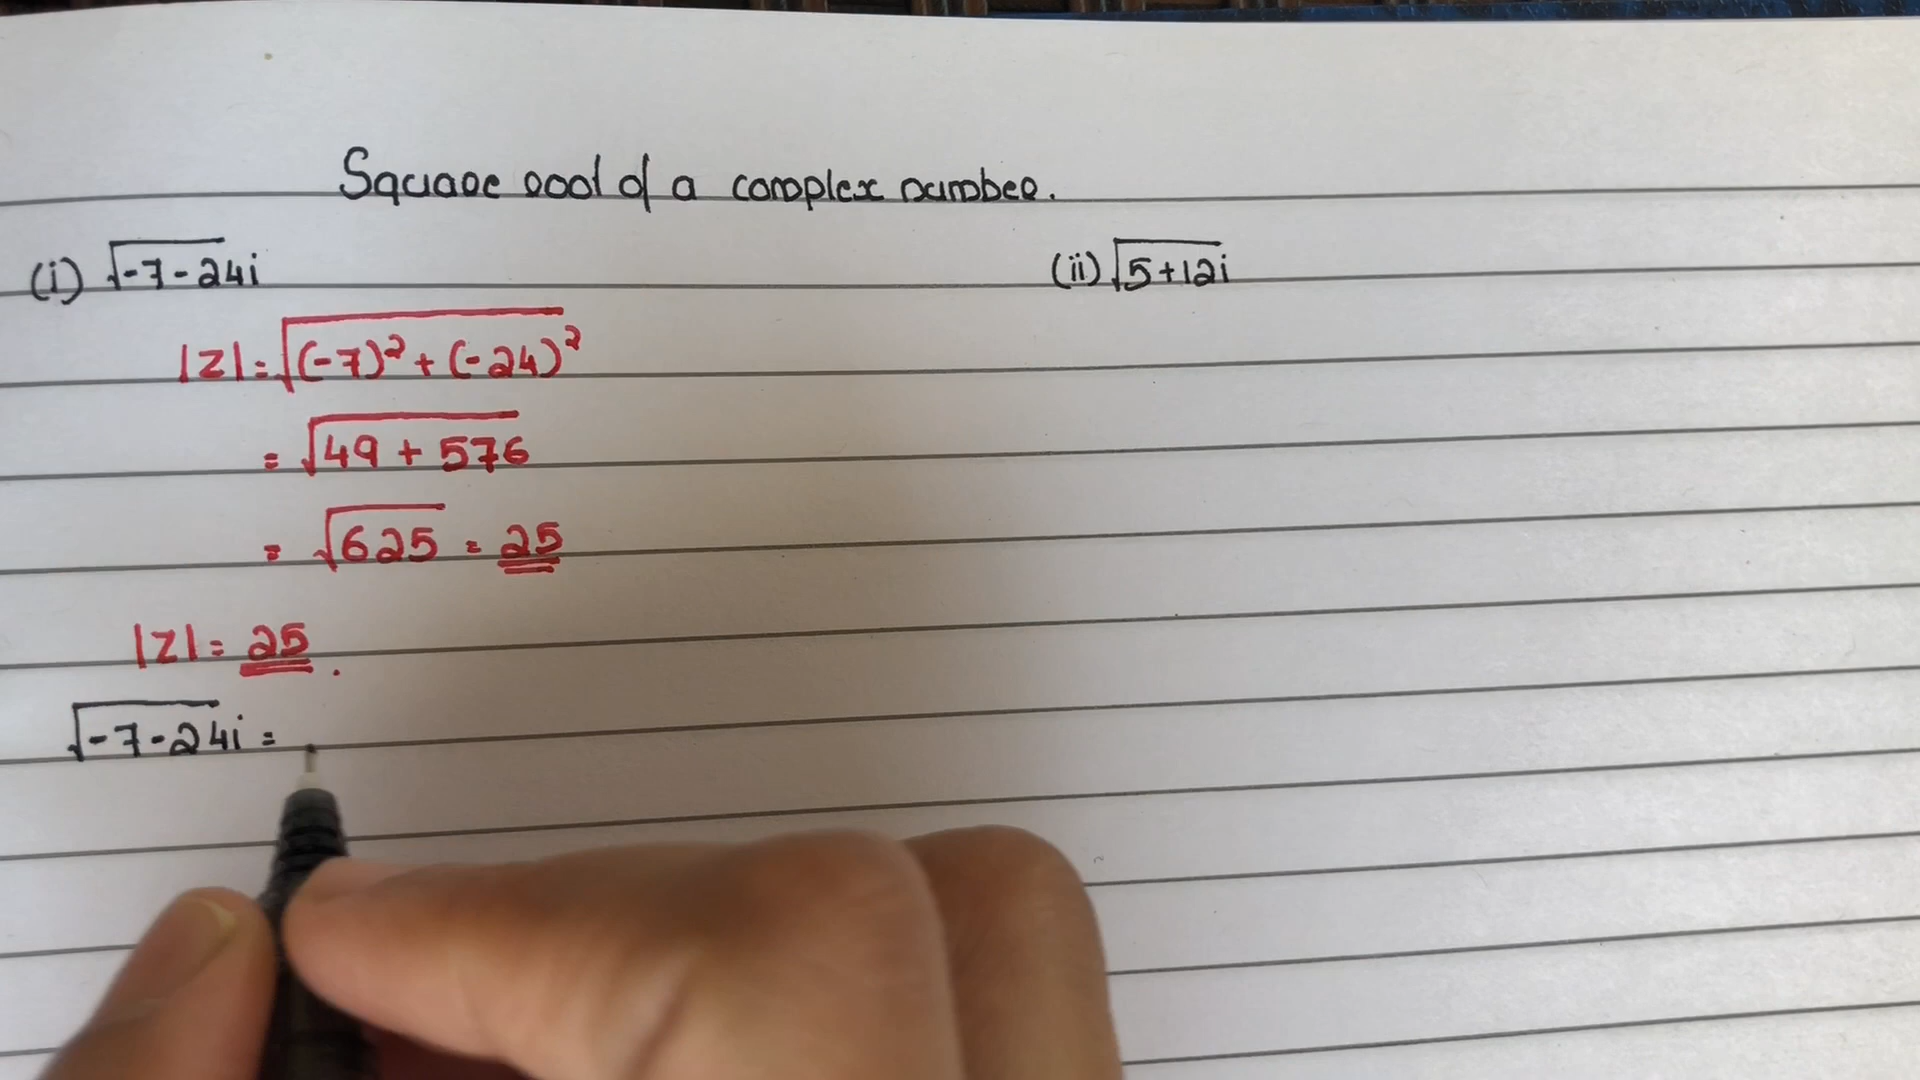 Square root of a complex number.
(i) √-7-24i
(ii) √5+12i
|z| = √(-7)² + (-24)²
= √49 + 576
= √625 = 25
|z| = 25.
√-7-24i =